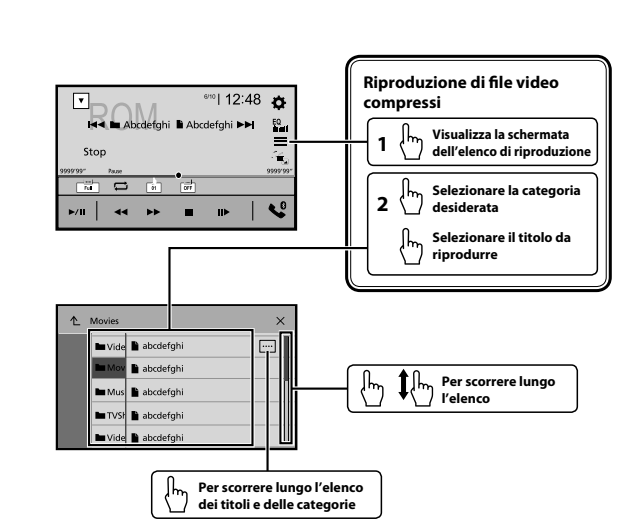 Riproduzione di file video
compressi
1 Visualizza la schermata
dell'elenco di riproduzione
2 Selezionare la categoria
desiderata
Selezionare il titolo da
riprodurre
ROM
6/10 12:48
Abcdefghi Abcdefghi
EQ
Stop
9999'99" Pause 9999'99"
Full 01 OFF
Movies
Vide abcdefghi
Mov abcdefghi
Mus abcdefghi
TVSh abcdefghi
Vide abcdefghi
Per scorrere lungo
l'elenco
Per scorrere lungo l'elenco
dei titoli e delle categorie